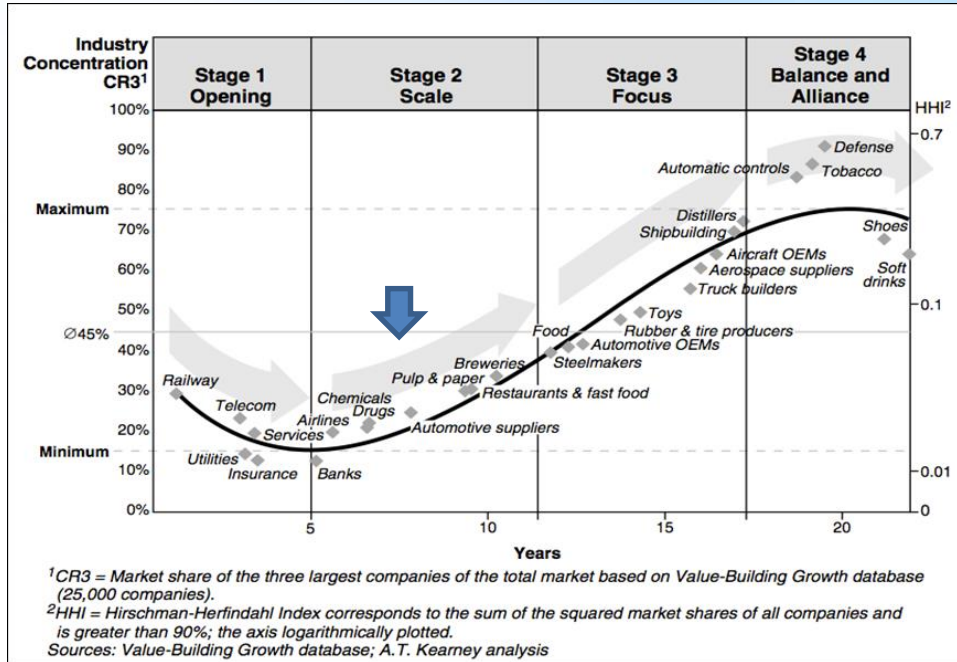 Industry
Concentration
CR3¹
Stage 1
Opening
Stage 2
Scale
Stage 3
Focus
Stage 4
Balance and
Alliance
100%
HHI²
0.7
90%
Defense
Automatic controls
Tobacco
80%
Maximum
Distillers
70%
Shipbuilding
Shoes
Aircraft OEMs
60%
Aerospace suppliers
Soft
drinks
Truck builders
50%
0.1
Toys
∅45%
Food
Rubber & tire producers
40%
Automotive OEMs
Breweries
Steelmakers
Pulp & paper
Railway
30%
Restaurants & fast food
Chemicals
Telecom
Drugs
Airlines
20%
Services
Automotive suppliers
Minimum
Utilities
10%
Insurance
Banks
0.01
0%
0
5
10
15
20
Years
¹CR3 = Market share of the three largest companies of the total market based on Value-Building Growth database
(25,000 companies).
²HHI = Hirschman-Herfindahl Index corresponds to the sum of the squared market shares of all companies and
is greater than 90%; the axis logarithmically plotted.
Sources: Value-Building Growth database; A.T. Kearney analysis